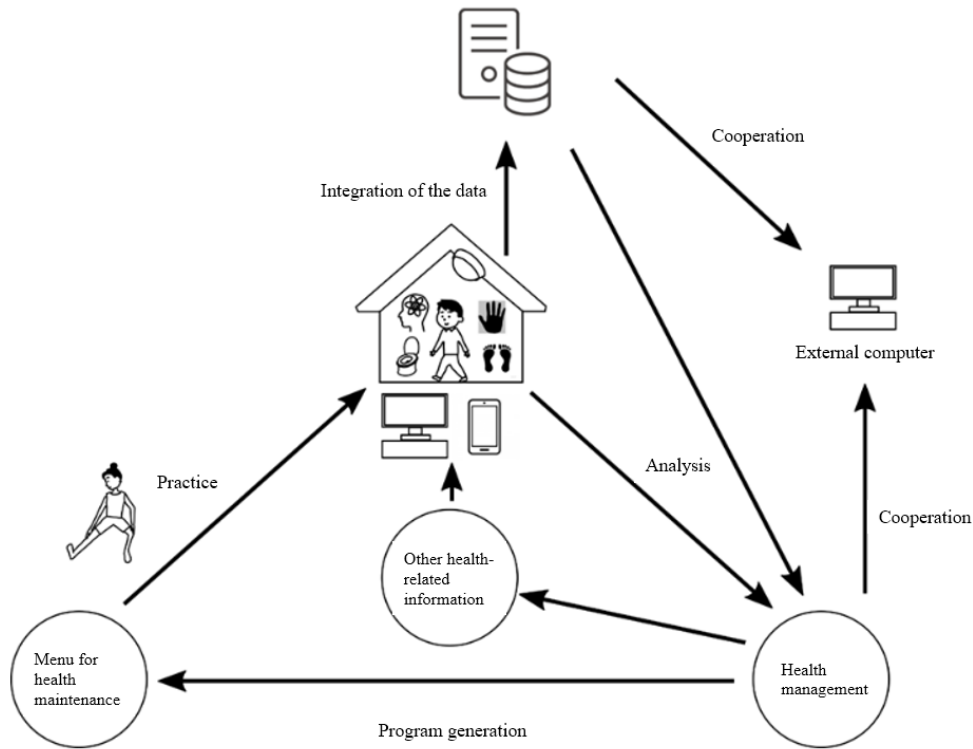 Cooperation
Integration of the data
External computer
Analysis
Practice
Cooperation
Other health-
related
information
Menu for
health
maintenance
Health
management
Program generation